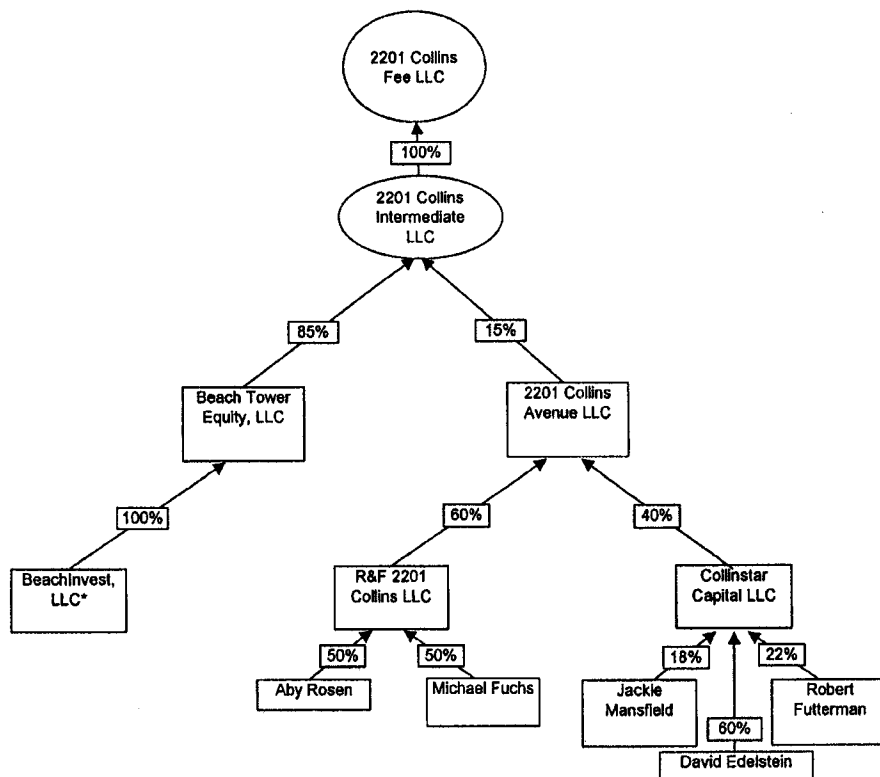 2201 Collins
Fee LLC
100%
2201 Collins
Intermediate
LLC
85%
15%
Beach Tower
Equity, LLC
2201 Collins
Avenue LLC
100%
60%
40%
BeachInvest,
LLC*
R&F 2201
Collins LLC
Collinstar
Capital LLC
50%
50%
18%
22%
Aby Rosen
Michael Fuchs
Jackie
Mansfield
Robert
Futterman
60%
David Edelstein